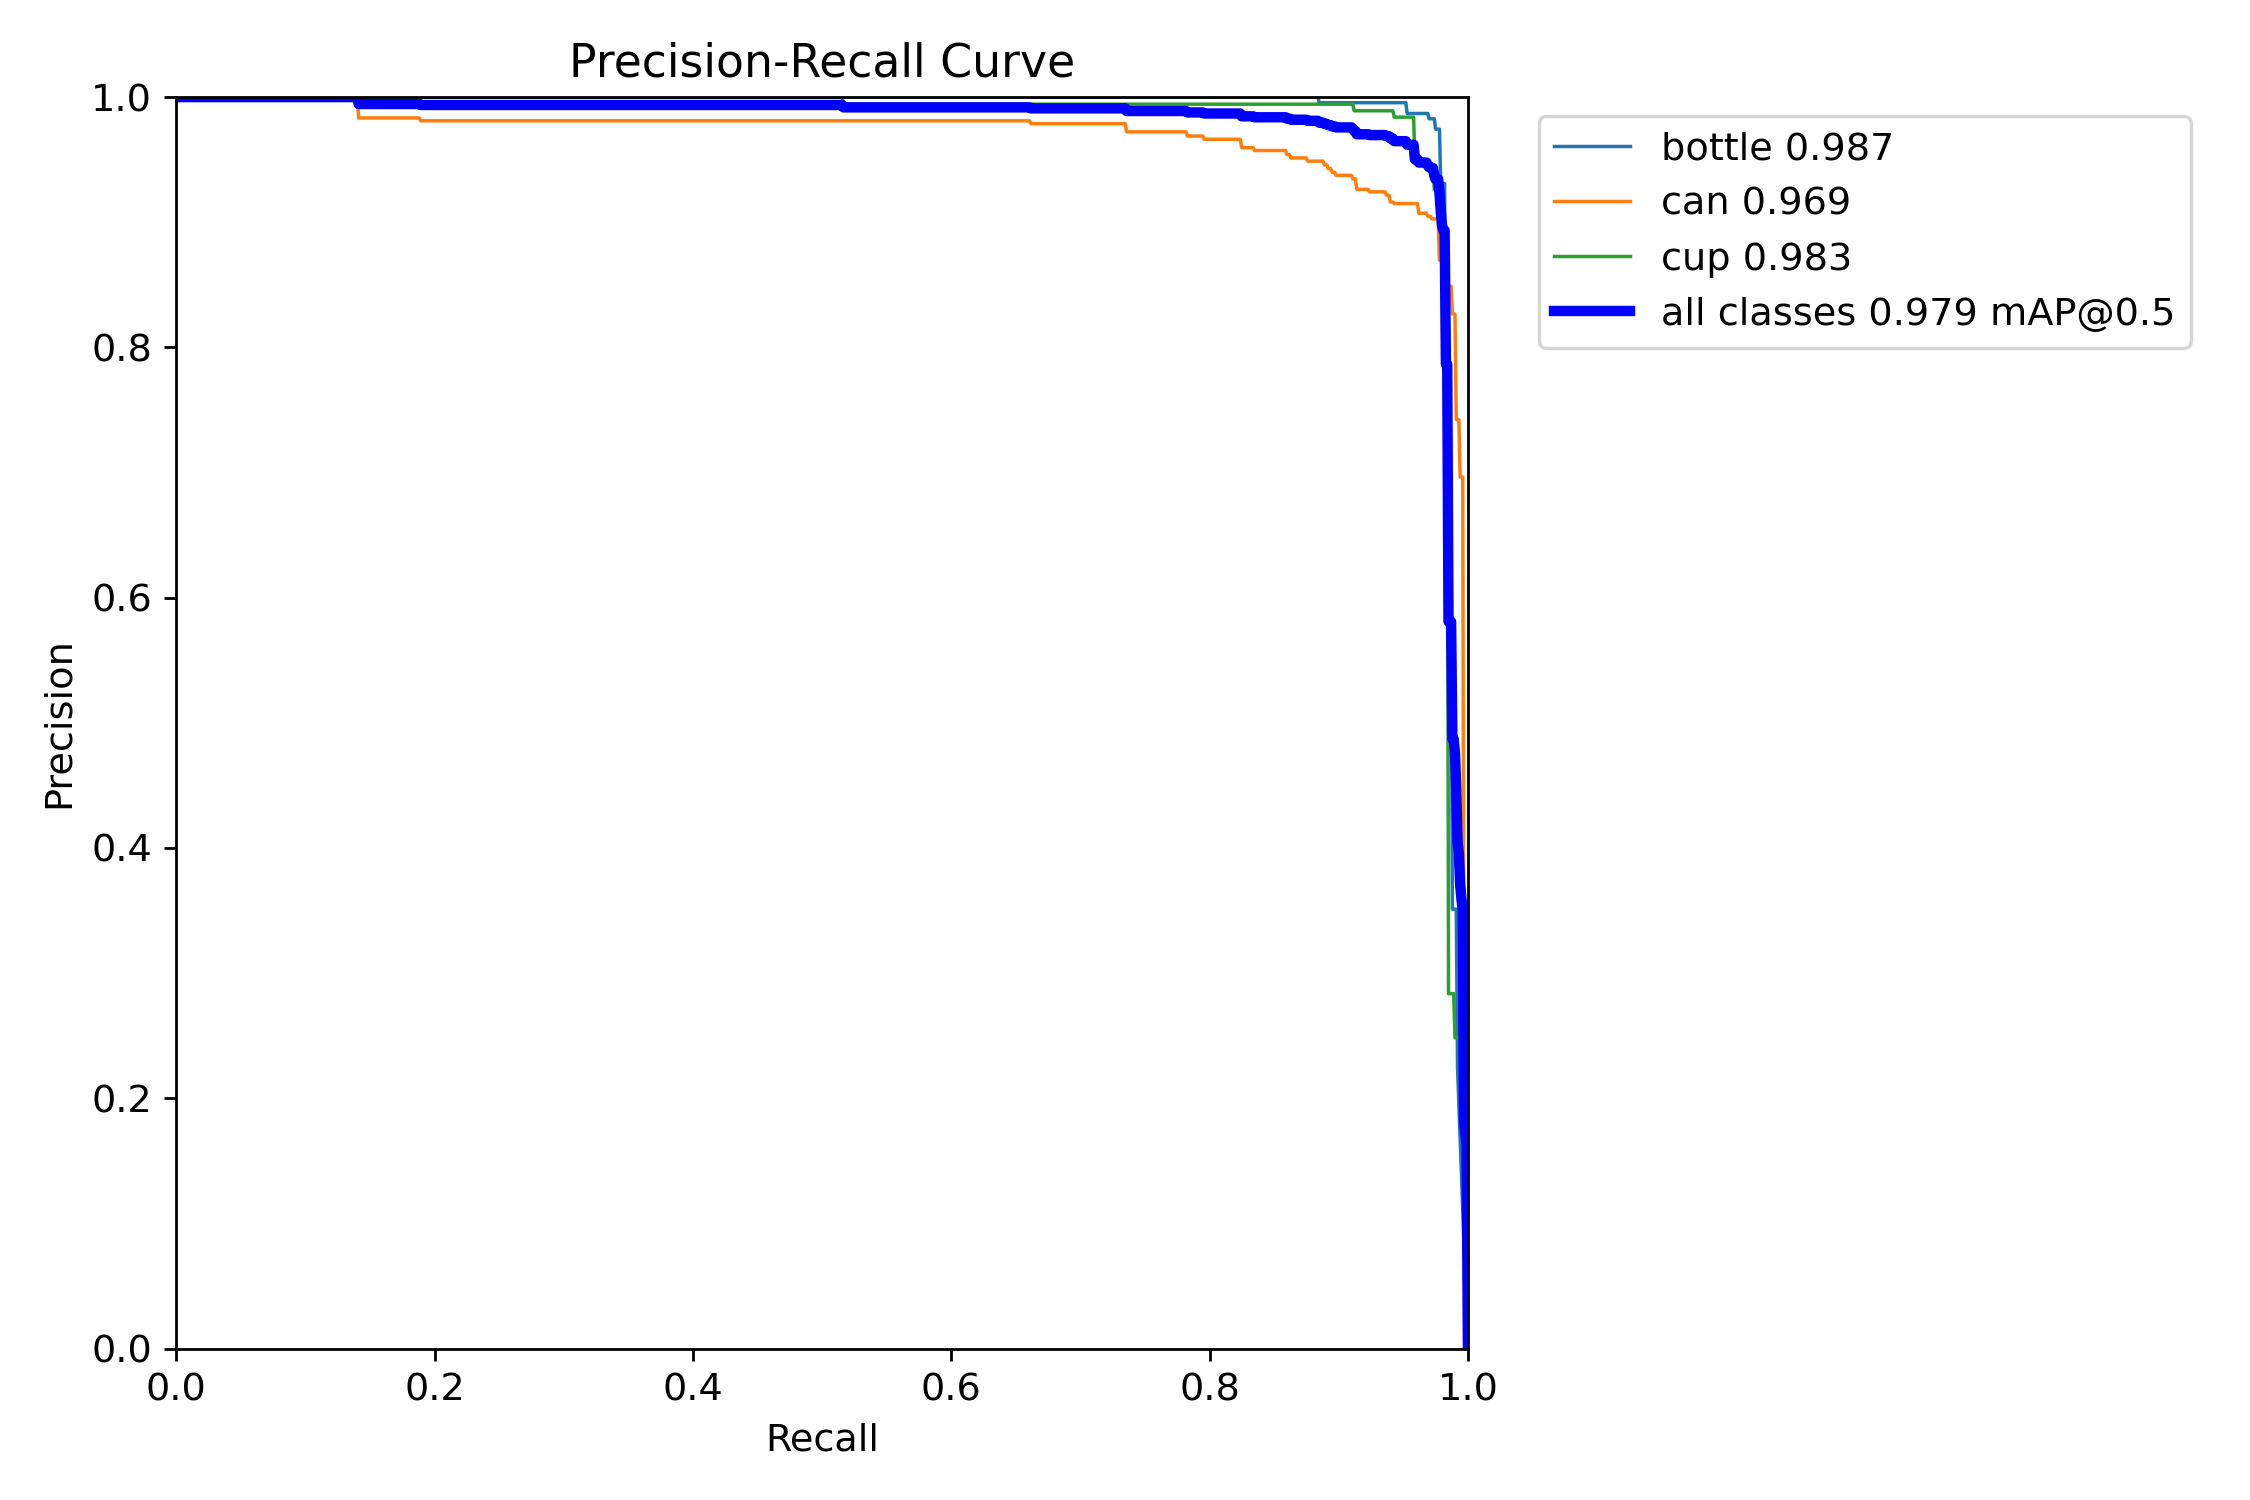 Precision-Recall Curve
1.0
0.8
0.6
0.4
0.2
0.0
Precision
0.0 0.2 0.4 0.6 0.8 1.0
Recall
bottle 0.987
can 0.969
cup 0.983
all classes 0.979 mAP@0.5